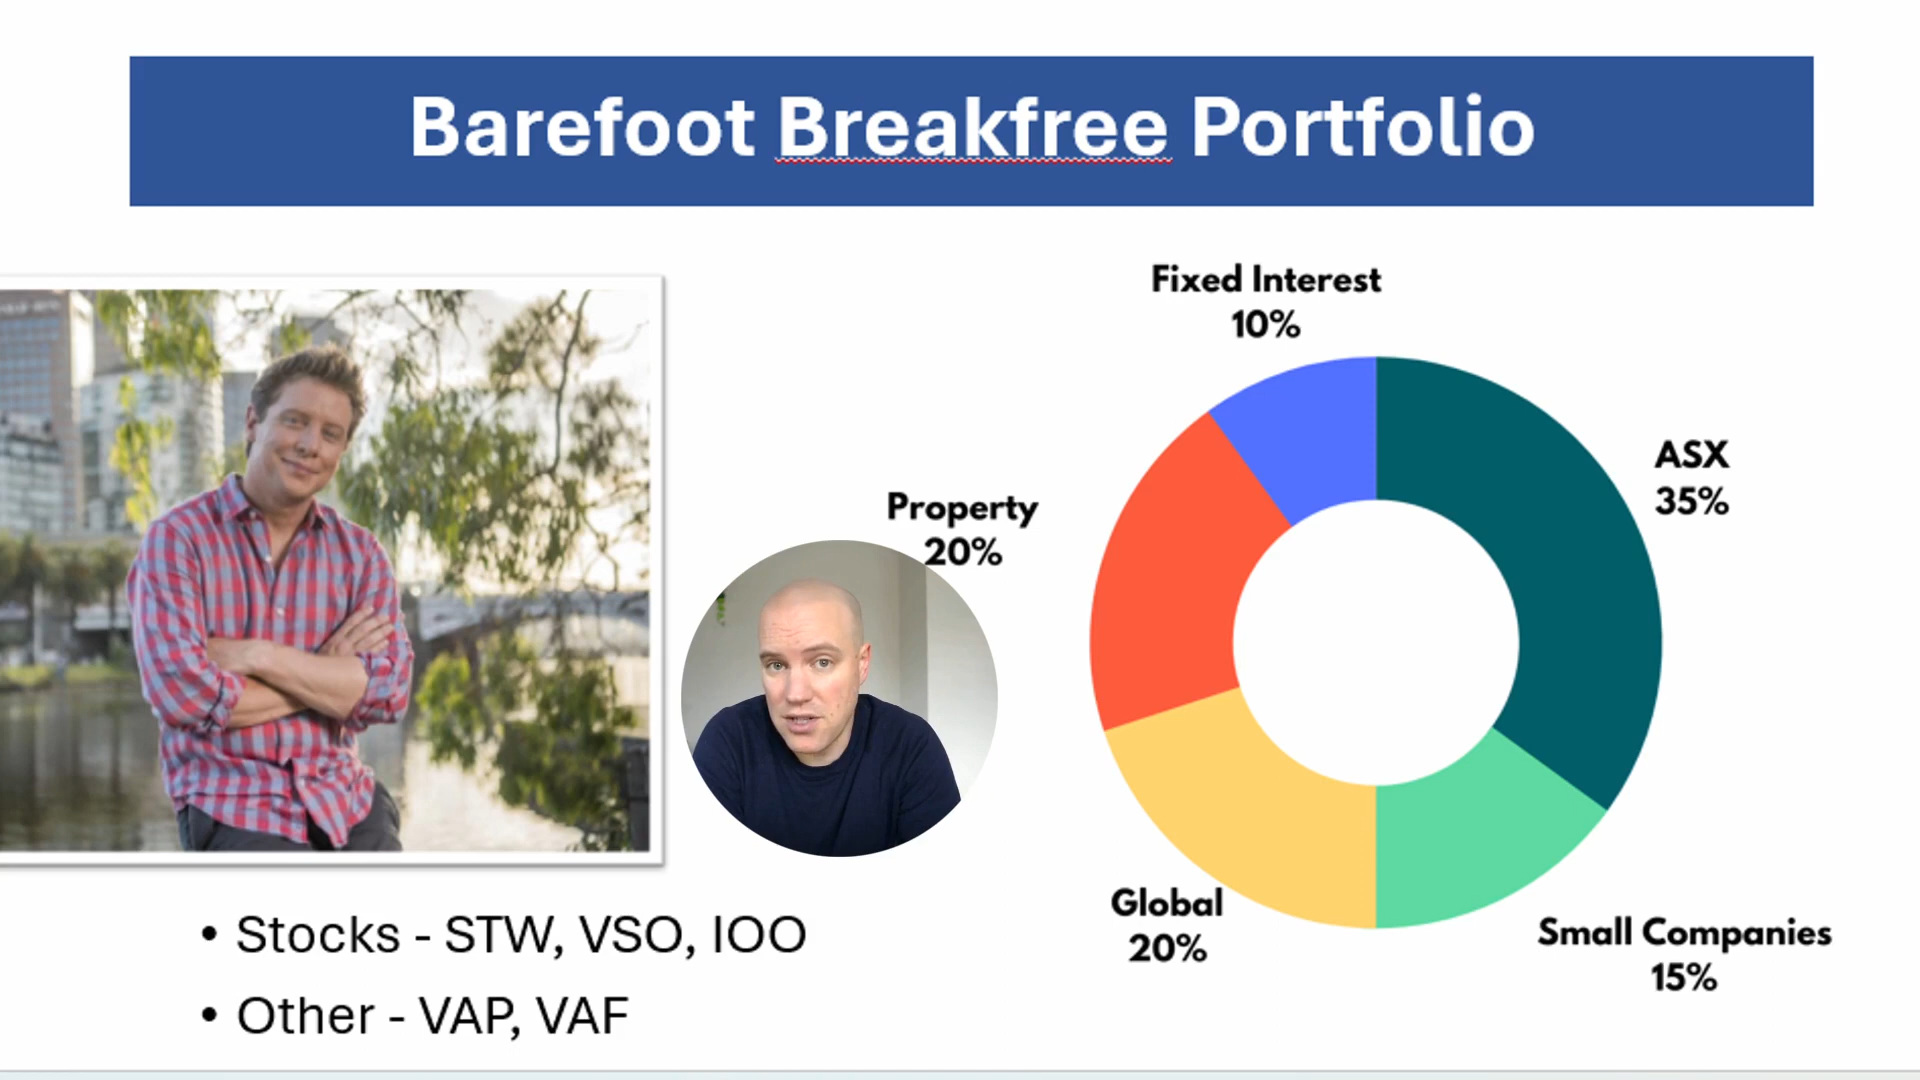 Barefoot Breakfree Portfolio
Fixed Interest
10%
ASX
35%
Property
20%
Global
20%
Small Companies
15%
• Stocks - STW, VSO, IOO
• Other - VAP, VAF